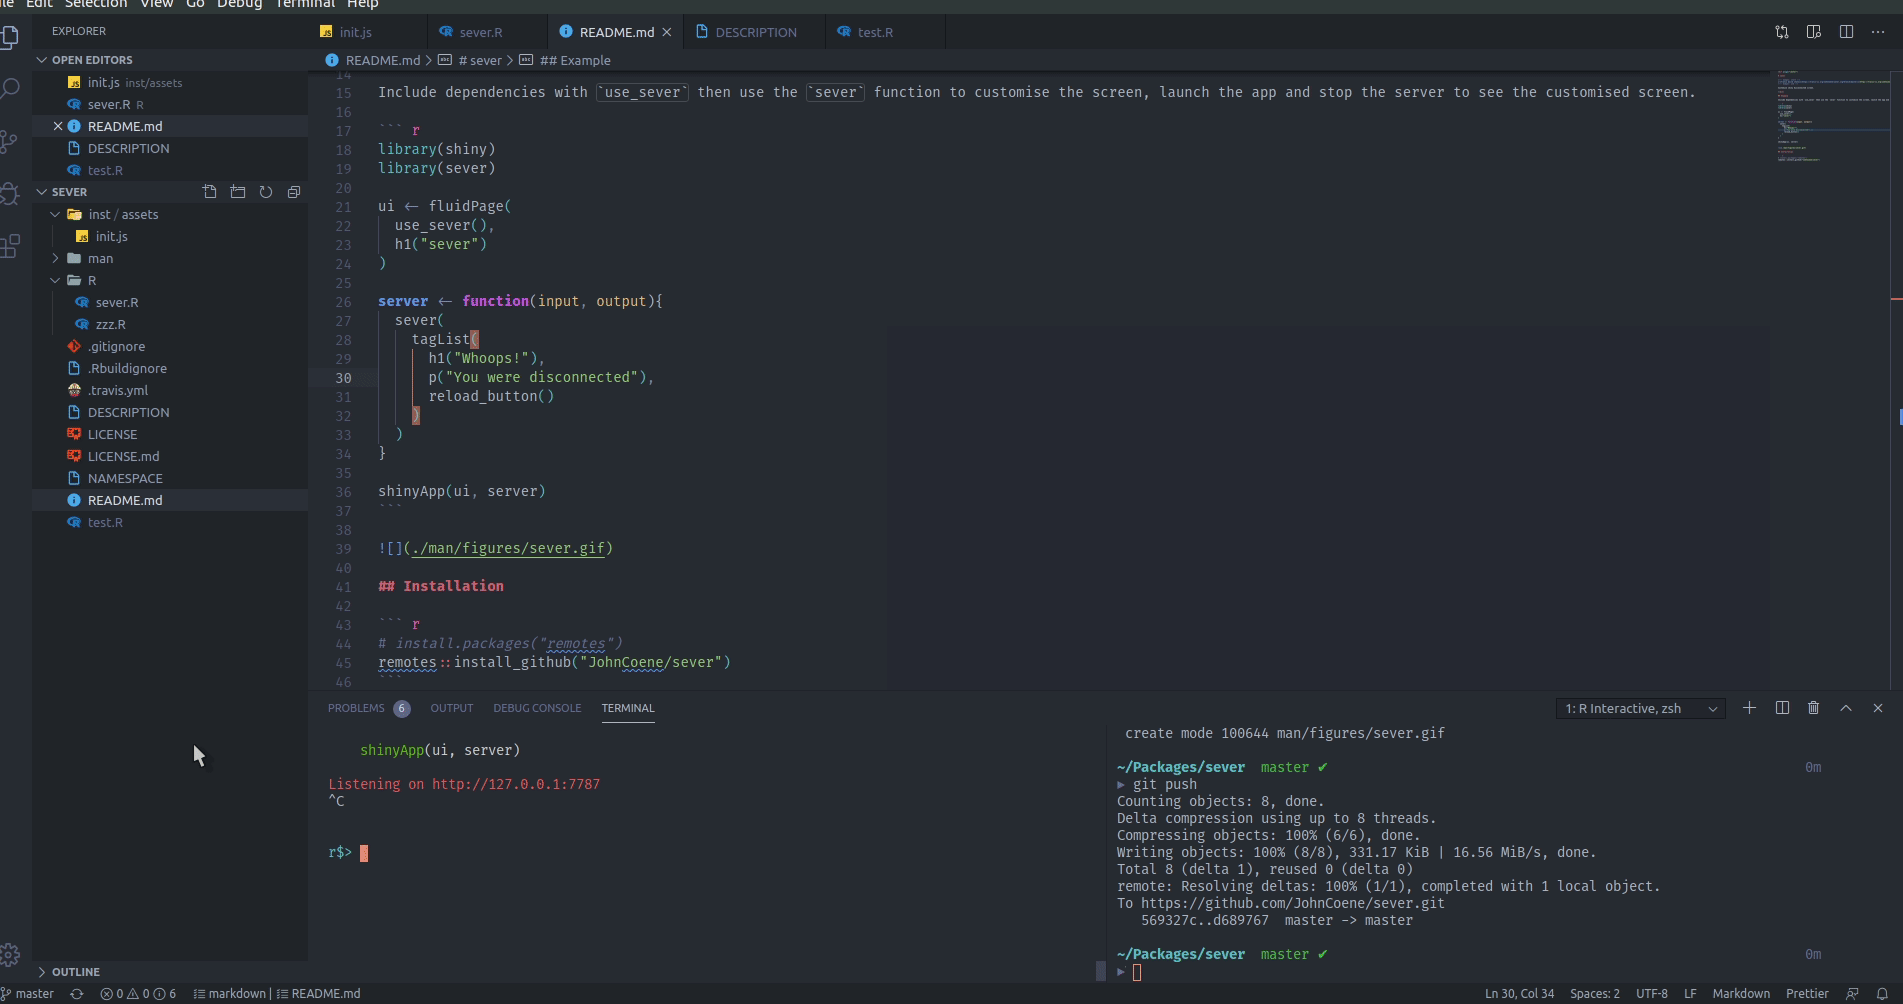 Edit Selection View Go Debug Terminal Help
EXPLORER
OPEN EDITORS
init.js inst/assets
sever.R R
README.md
DESCRIPTION
test.R
SEVER
inst / assets
init.js
man
R
sever.R
zzz.R
.gitignore
.Rbuildignore
.travis.yml
DESCRIPTION
LICENSE
LICENSE.md
NAMESPACE
README.md
test.R
OUTLINE
init.js sever.R README.md DESCRIPTION test.R
README.md > # sever > ## Example
14
15 Include dependencies with `use_sever` then use the `sever` function to customise the screen, launch the app and stop the server to see the customised screen.
16
17 ``` r
18 library(shiny)
19 library(sever)
20
21 ui ← fluidPage(
22 use_sever(),
23 h1("sever")
24 )
25
26 server ← function(input, output){
27 sever(
28 tagList(
29 h1("Whoops!"),
30 p("You were disconnected"),
31 reload_button()
32 )
33 )
34 }
35
36 shinyApp(ui, server)
37 ```
38
39 ![](./man/figures/sever.gif)
40
41 ## Installation
42
43 ``` r
44 # install.packages("remotes")
45 remotes::install_github("JohnCoene/sever")
46 ```
PROBLEMS 6 OUTPUT DEBUG CONSOLE TERMINAL
1: R Interactive, zsh
shinyApp(ui, server)
Listening on http://127.0.0.1:7787
^C
r$>
create mode 100644 man/figures/sever.gif
~/Packages/sever master ✔ 0m
▶ git push
Counting objects: 8, done.
Delta compression using up to 8 threads.
Compressing objects: 100% (6/6), done.
Writing objects: 100% (8/8), 331.17 KiB | 16.56 MiB/s, done.
Total 8 (delta 1), reused 0 (delta 0)
remote: Resolving deltas: 100% (1/1), completed with 1 local object.
To https://github.com/JohnCoene/sever.git
569327c..d689767 master -> master
~/Packages/sever master ✔ 0m
▶
master 0 0 6 markdown | README.md Ln 30, Col 34 Spaces: 2 UTF-8 LF Markdown Prettier